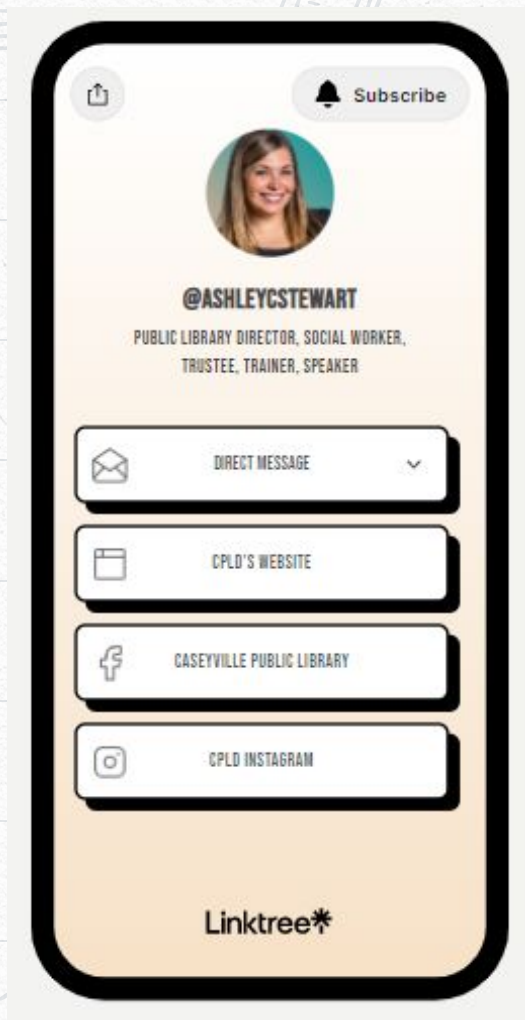 Subscribe
@ASHLEYCSTEWART
PUBLIC LIBRARY DIRECTOR, SOCIAL WORKER,
TRUSTEE, TRAINER, SPEAKER
DIRECT MESSAGE
CPLD'S WEBSITE
CASEYVILLE PUBLIC LIBRARY
CPLD INSTAGRAM
Linktree